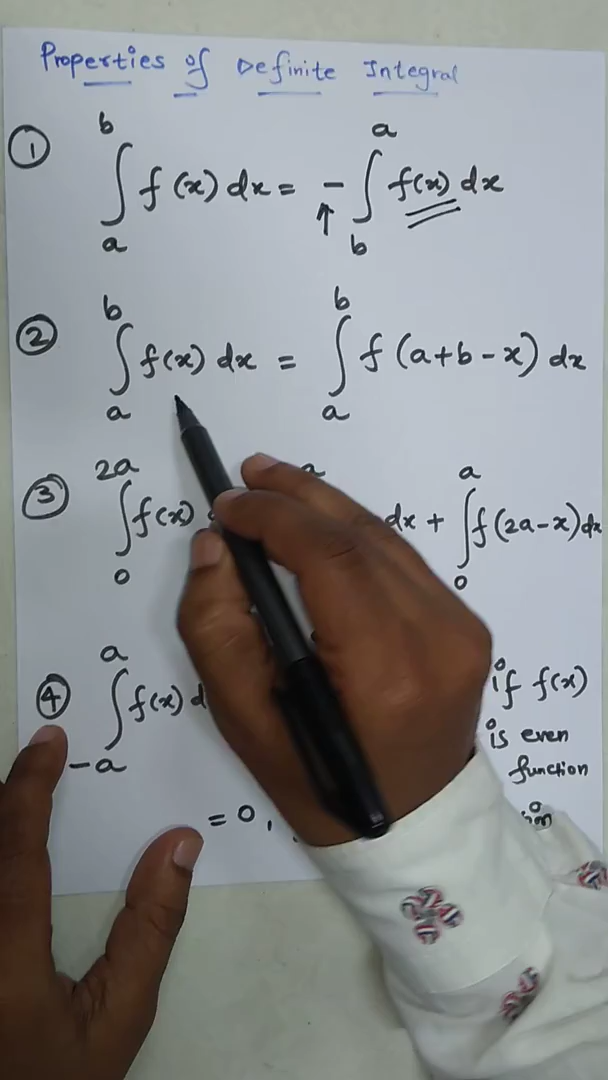 Properties of Definite Integral
① ∫_a^b f(x) dx = - ∫_b^a f(x) dx
② ∫_a^b f(x) dx = ∫_a^b f(a+b-x) dx
③ ∫_0^{2a} f(x) dx + ∫_0^a f(2a-x) dx
④ ∫_{-a}^a f(x) d if f(x)
is even
function
= 0,